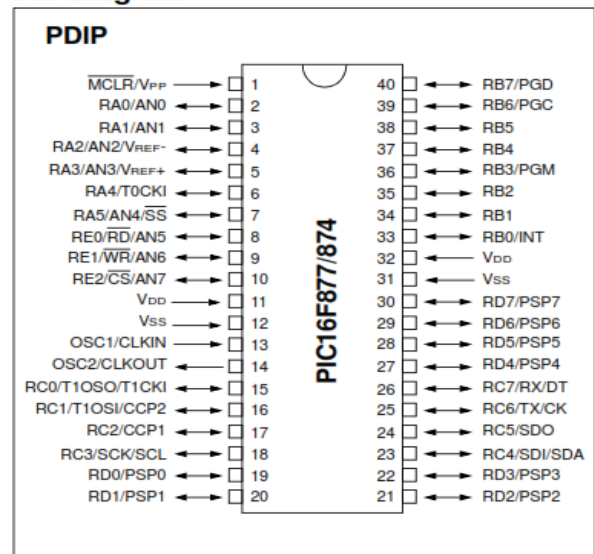 PDIP
MCLR/VPP 1 40 RB7/PGD
RA0/AN0 2 39 RB6/PGC
RA1/AN1 3 38 RB5
RA2/AN2/VREF- 4 37 RB4
RA3/AN3/VREF+ 5 36 RB3/PGM
RA4/T0CKI 6 35 RB2
RA5/AN4/SS 7 34 RB1
RE0/RD/AN5 8 33 RB0/INT
RE1/WR/AN6 9 32 VDD
RE2/CS/AN7 10 31 VSS
VDD 11 30 RD7/PSP7
VSS 12 29 RD6/PSP6
OSC1/CLKIN 13 28 RD5/PSP5
OSC2/CLKOUT 14 27 RD4/PSP4
RC0/T1OSO/T1CKI 15 26 RC7/RX/DT
RC1/T1OSI/CCP2 16 25 RC6/TX/CK
RC2/CCP1 17 24 RC5/SDO
RC3/SCK/SCL 18 23 RC4/SDI/SDA
RD0/PSP0 19 22 RD3/PSP3
RD1/PSP1 20 21 RD2/PSP2
PIC16F877/874